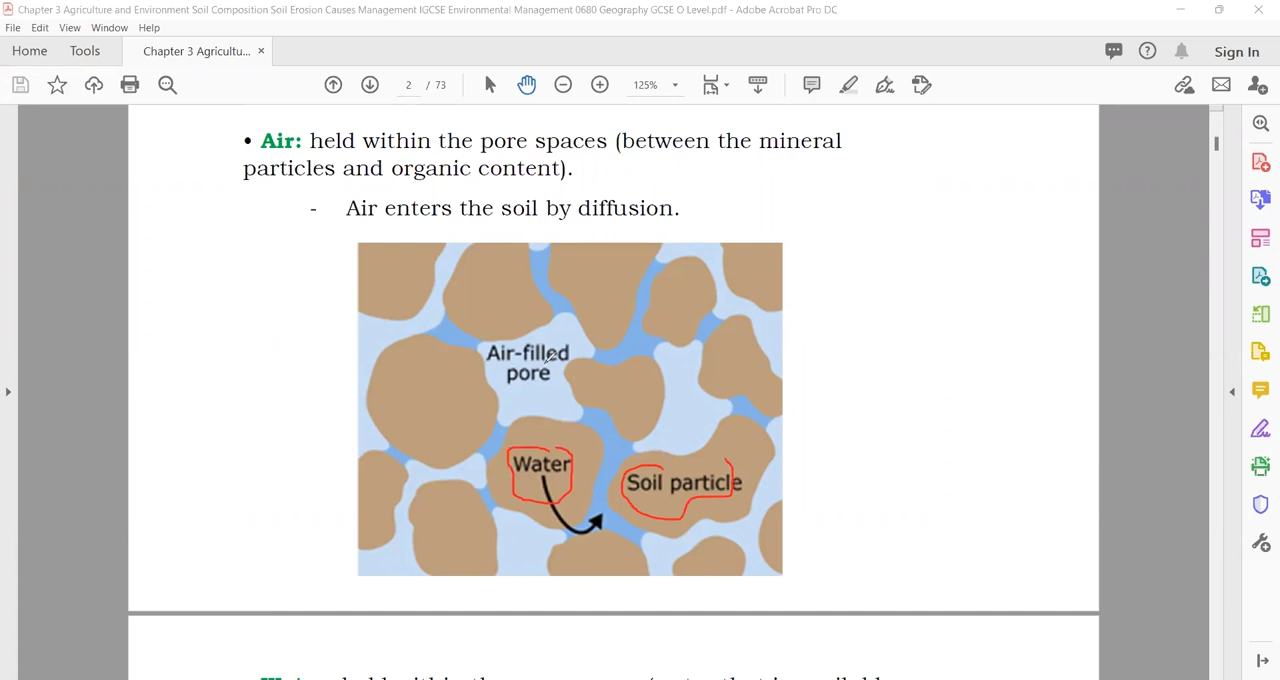 Chapter 3 Agriculture and Environment Soil Composition Soil Erosion Causes Management IGCSE Environmental Management 0680 Geography GCSE O Level.pdf - Adobe Acrobat Pro DC
File Edit View Window Help
Home Tools Chapter 3 Agricultu... × Sign In
2 / 73 125%
• Air: held within the pore spaces (between the mineral
particles and organic content).
- Air enters the soil by diffusion.
Air-filled
pore
Water
Soil particle